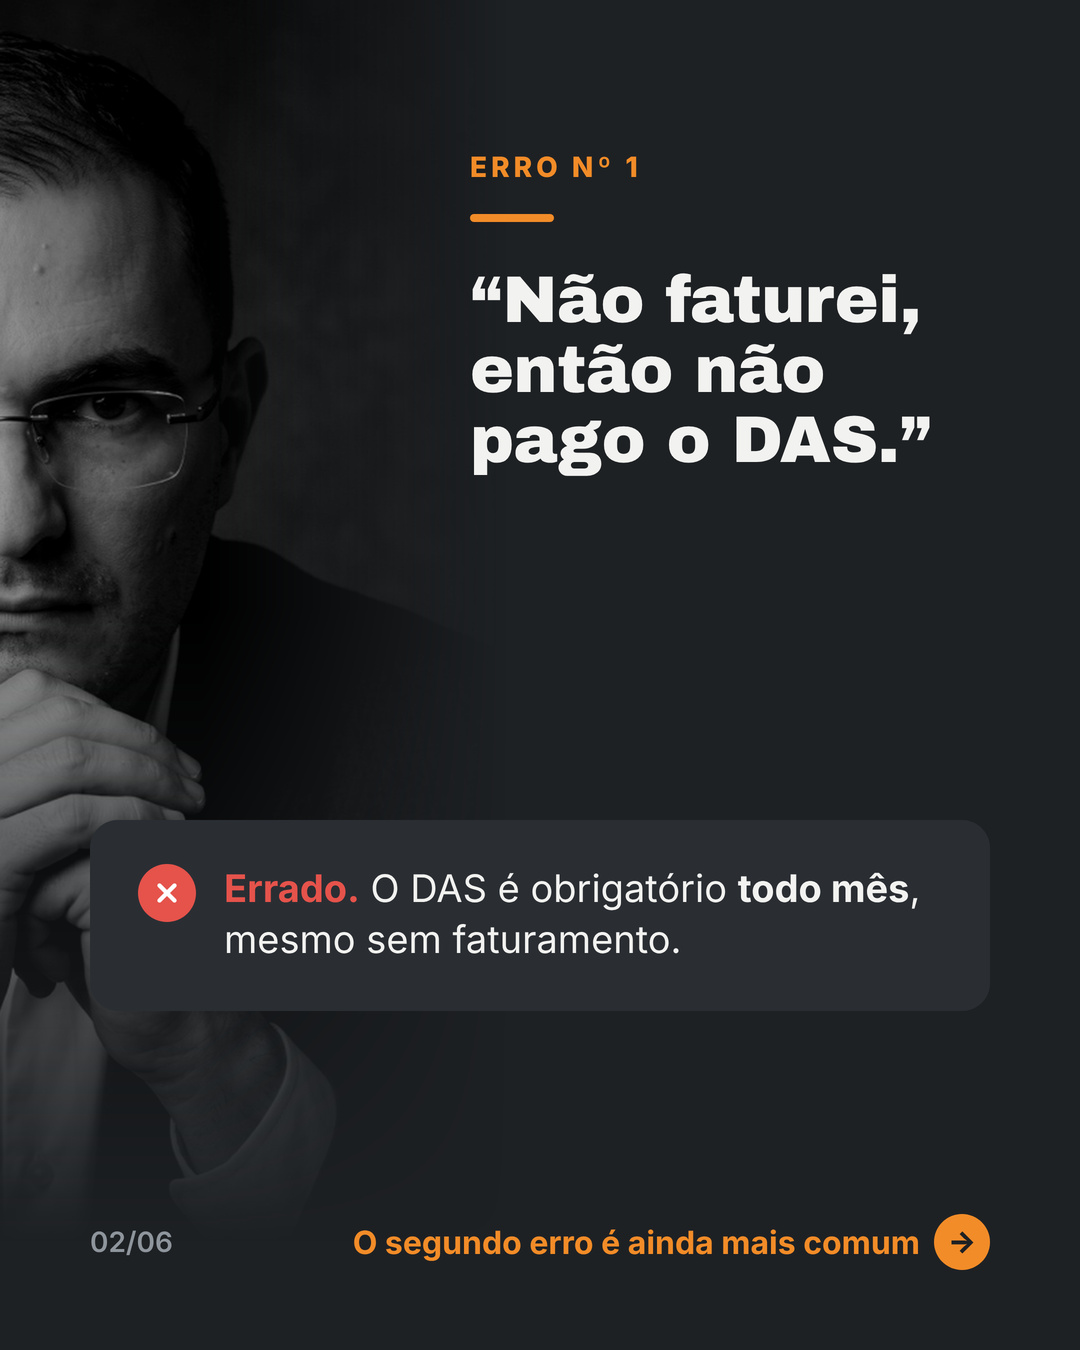 ERRO Nº 1
“Não faturei,
então não
pago o DAS.”
Errado. O DAS é obrigatório todo mês,
mesmo sem faturamento.
02/06
O segundo erro é ainda mais comum